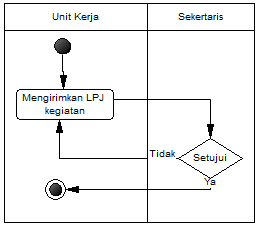 Unit Kerja
Sekertaris
Mengirimkan LPJ
kegiatan
Tidak
Setujui
Ya